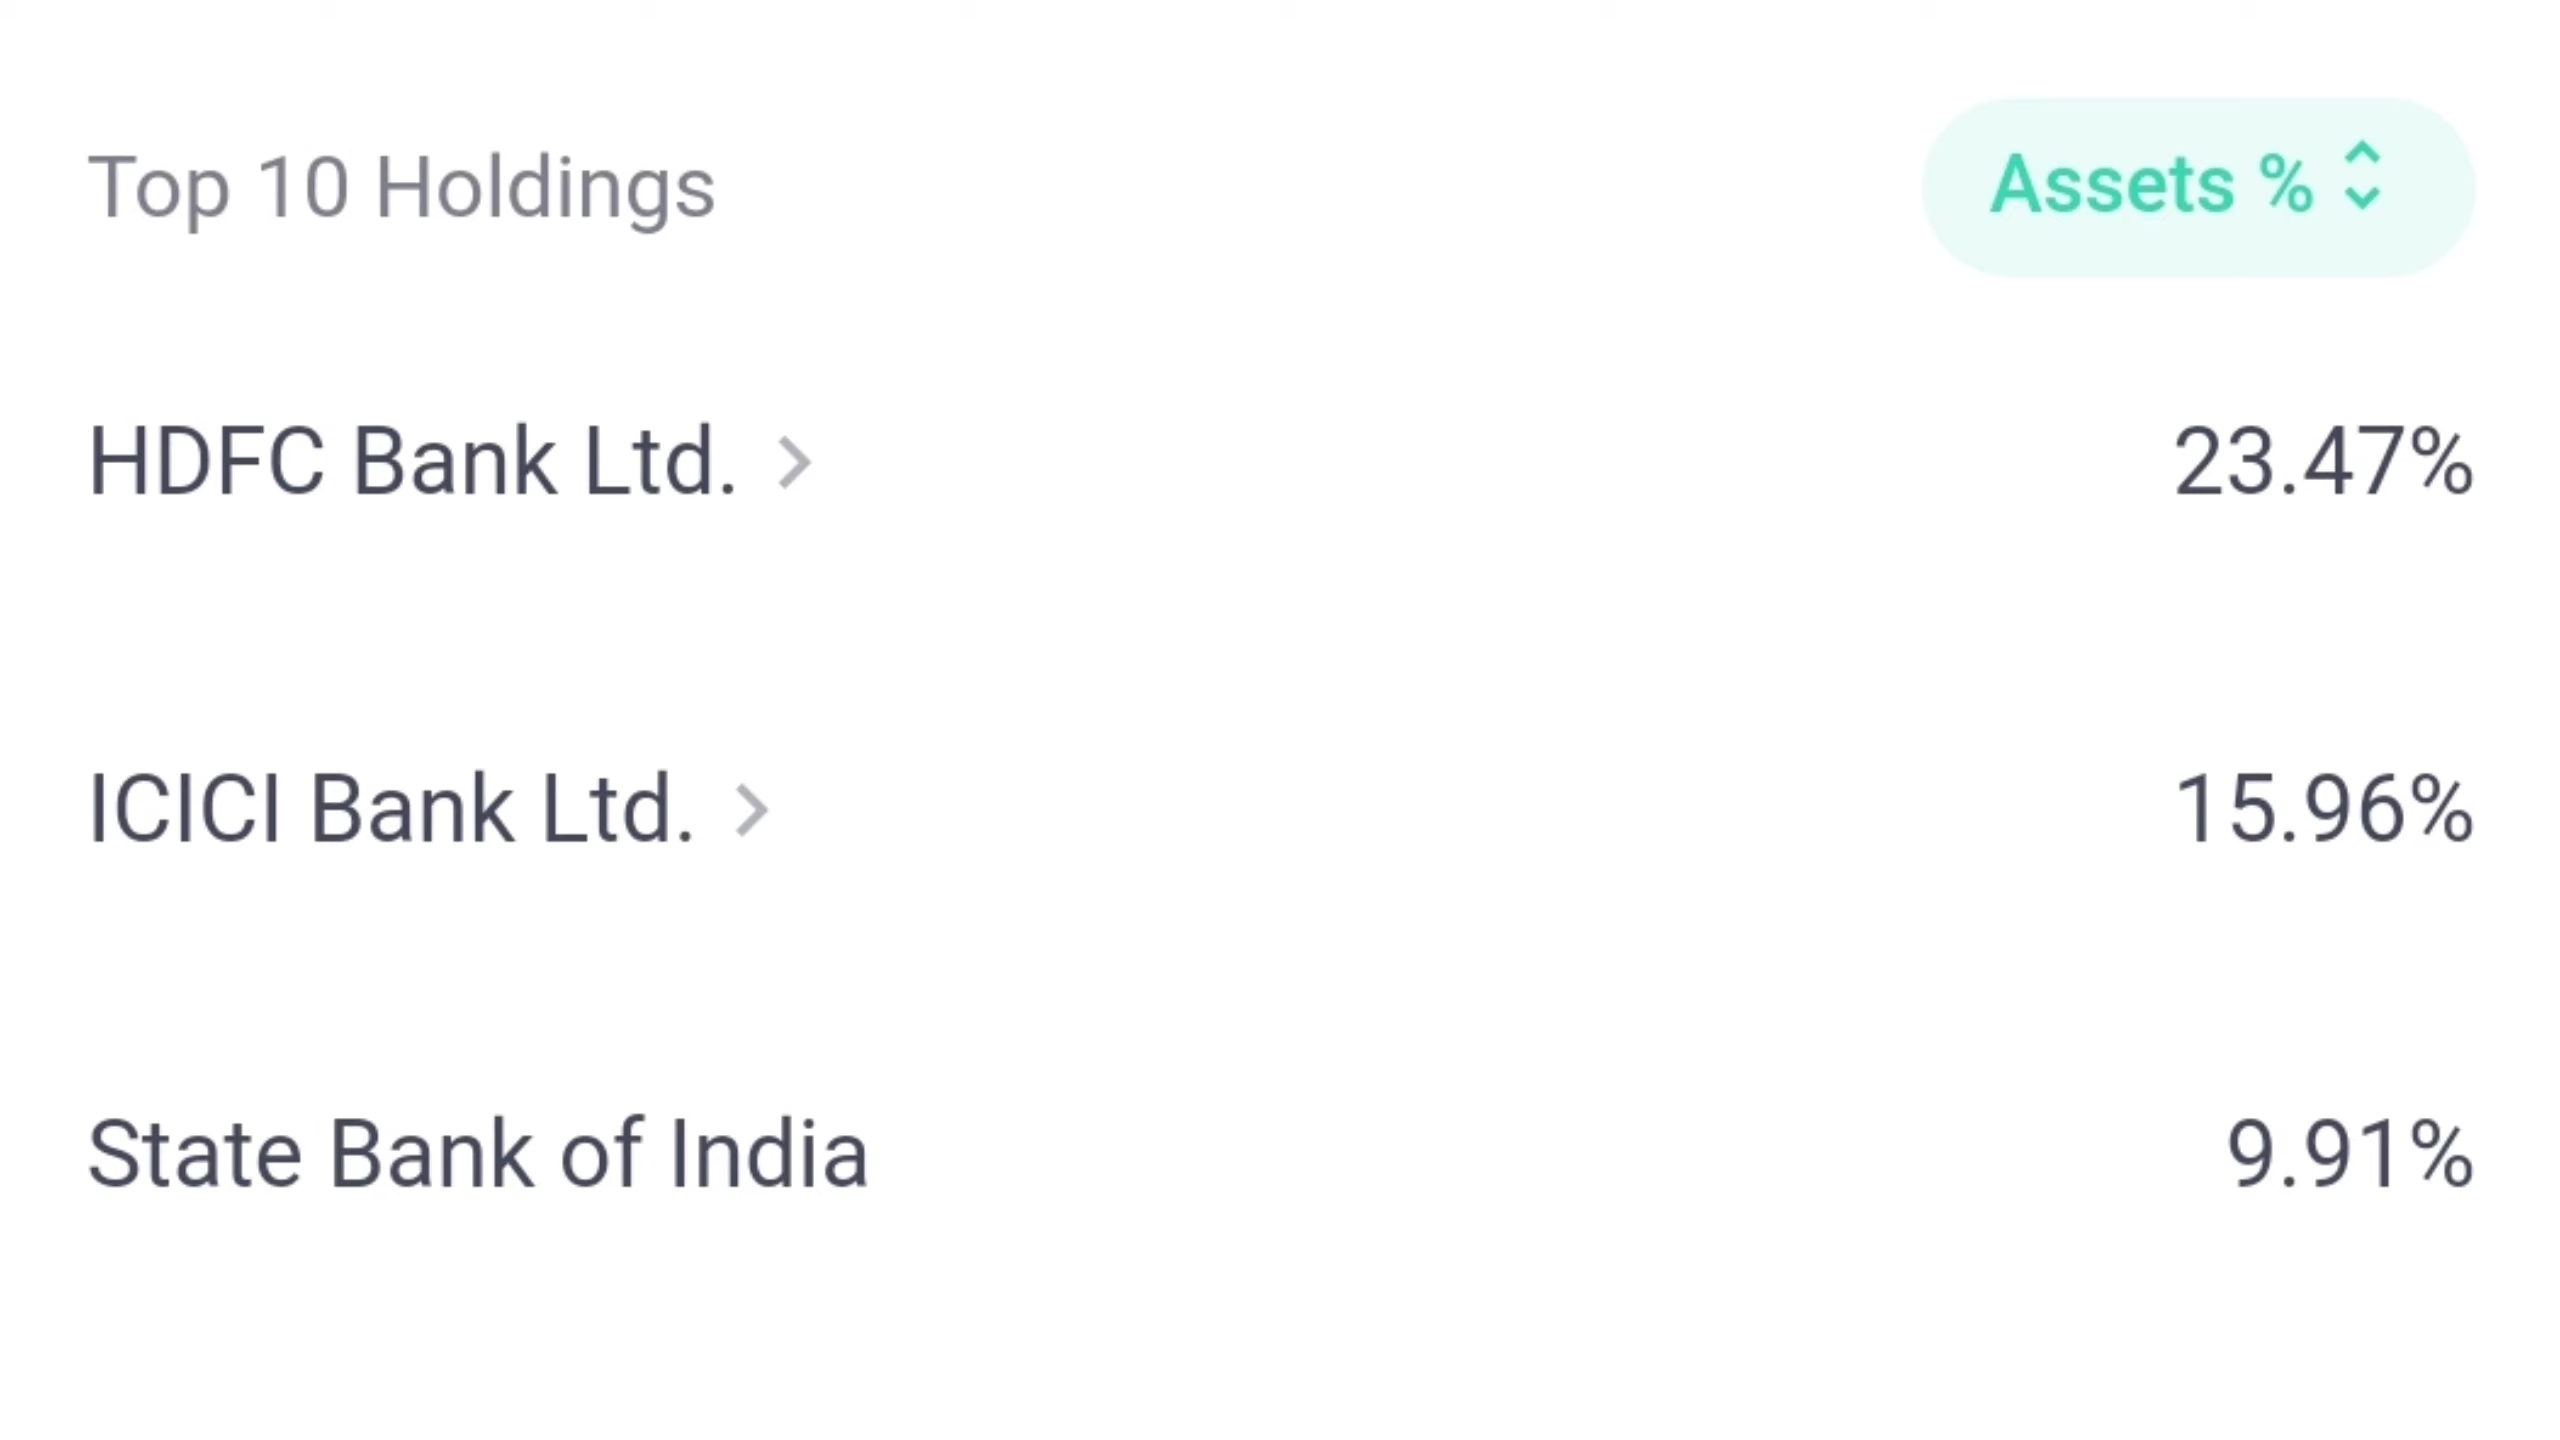 Top 10 Holdings Assets %
HDFC Bank Ltd. 23.47%
ICICI Bank Ltd. 15.96%
State Bank of India 9.91%